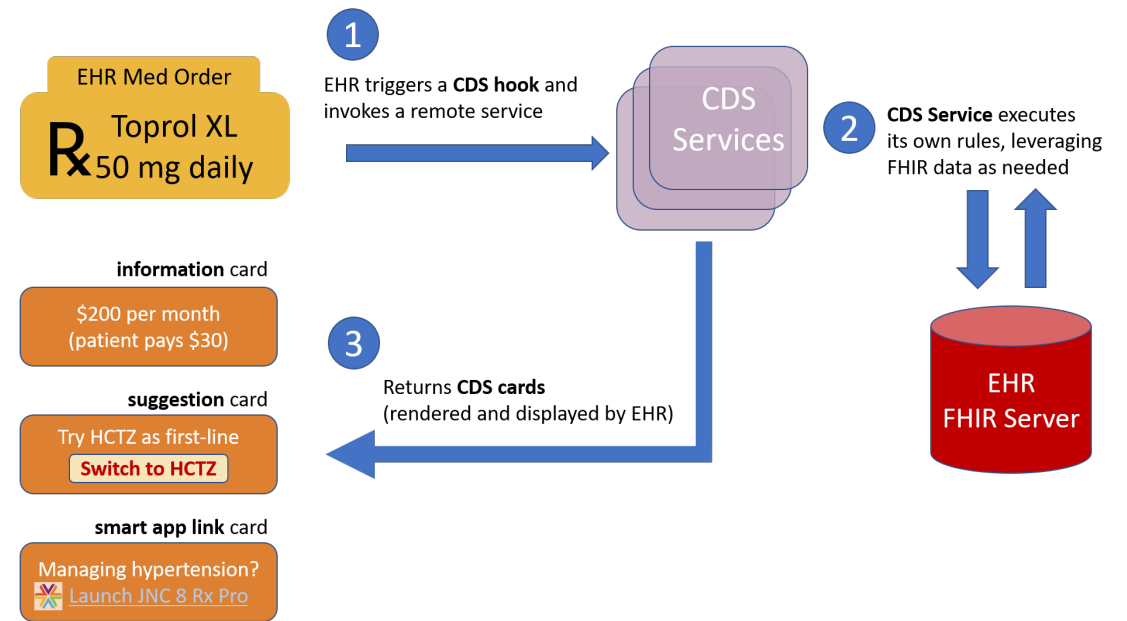 EHR Med Order
Rx
Toprol XL
50 mg daily
1
EHR triggers a CDS hook and
invokes a remote service
CDS
Services
2
CDS Service executes
its own rules, leveraging
FHIR data as needed
EHR
FHIR Server
3
Returns CDS cards
(rendered and displayed by EHR)
information card
$200 per month
(patient pays $30)
suggestion card
Try HCTZ as first-line
Switch to HCTZ
smart app link card
Managing hypertension?
Launch JNC 8 Rx Pro